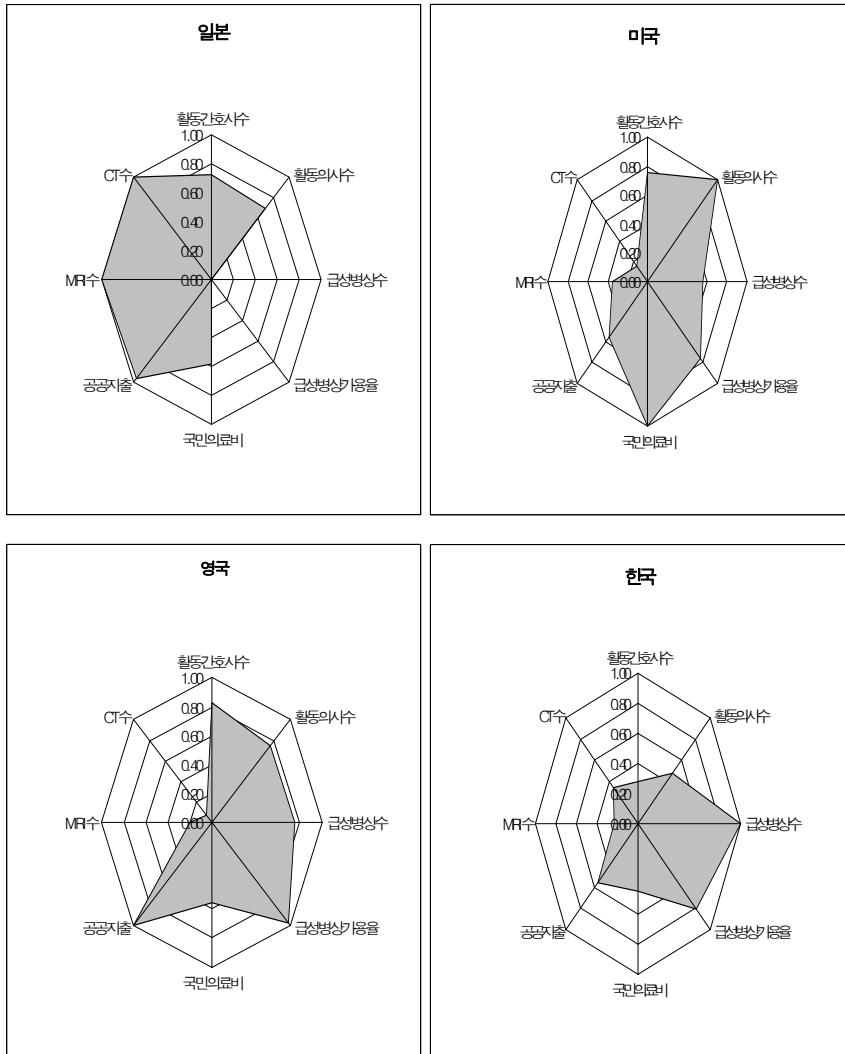 일본
활동간호사수
1.00
0.80
0.60
0.40
0.20
0.00
활동의사수
급성병상수
급성병상가용율
국민의료비
공공지출
MRI수
CT수
미국
활동간호사수
1.00
0.80
0.60
0.40
0.20
0.00
활동의사수
급성병상수
급성병상가용율
국민의료비
공공지출
MRI수
CT수
영국
활동간호사수
1.00
0.80
0.60
0.40
0.20
0.00
활동의사수
급성병상수
급성병상가용율
국민의료비
공공지출
MRI수
CT수
한국
활동간호사수
1.00
0.80
0.60
0.40
0.20
0.00
활동의사수
급성병상수
급성병상가용율
국민의료비
공공지출
MRI수
CT수